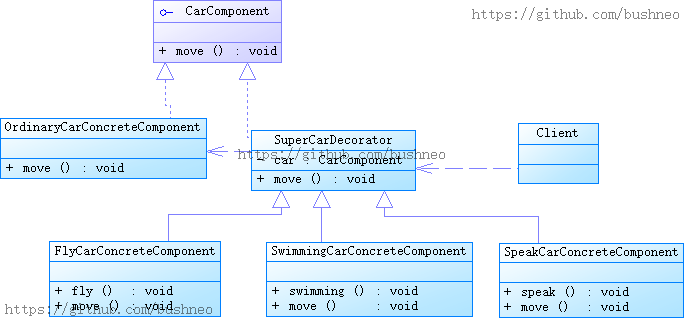 CarComponent
https://github.com/bushneo
+ move () : void
OrdinaryCarConcreteComponent
+ move () : void
SuperCarDecorator
https://github.com/bushneo
- car : CarComponent
+ move () : void
Client
FlyCarConcreteComponent
+ fly () : void
+ move () : void
https://github.com/bushneo
SwimmingCarConcreteComponent
+ swimming () : void
+ move () : void
SpeakCarConcreteComponent
+ speak () : void
+ move () : void